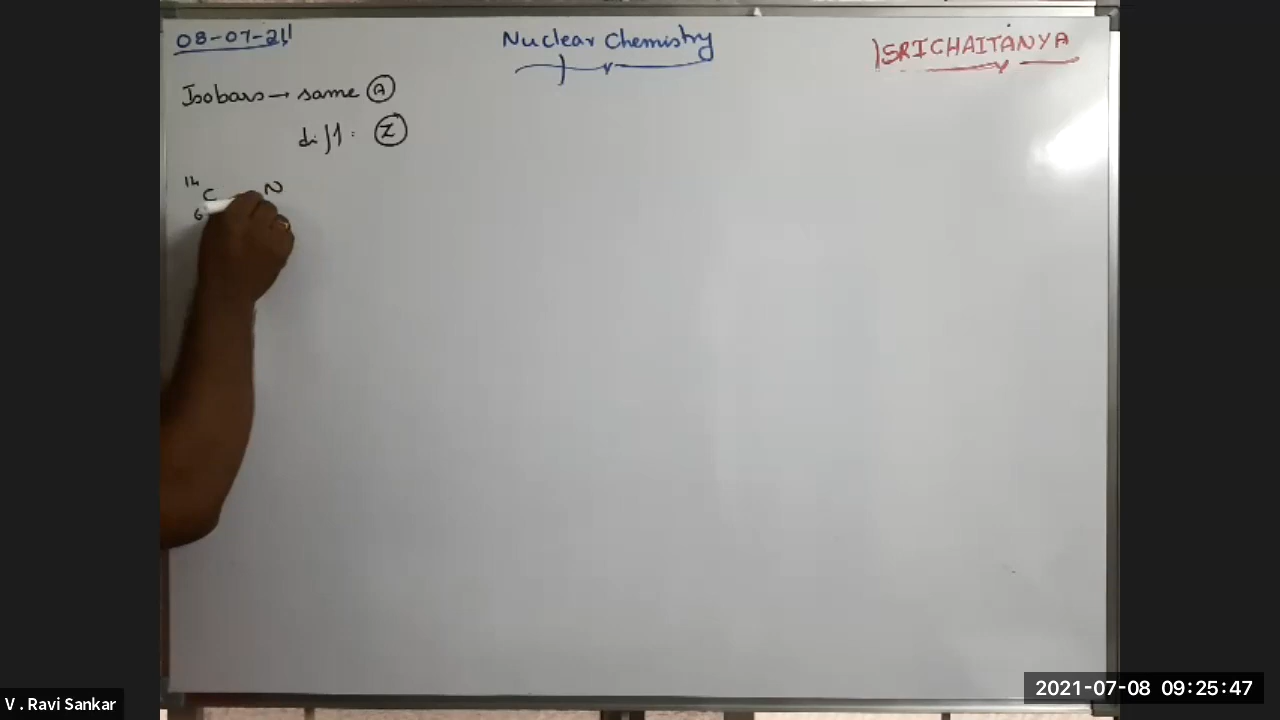 08-07-21
Nuclear Chemistry
SRICHAITANYA
Isobars → same A
diff: Z
14
C N
6
V . Ravi Sankar
2021-07-08 09:25:47